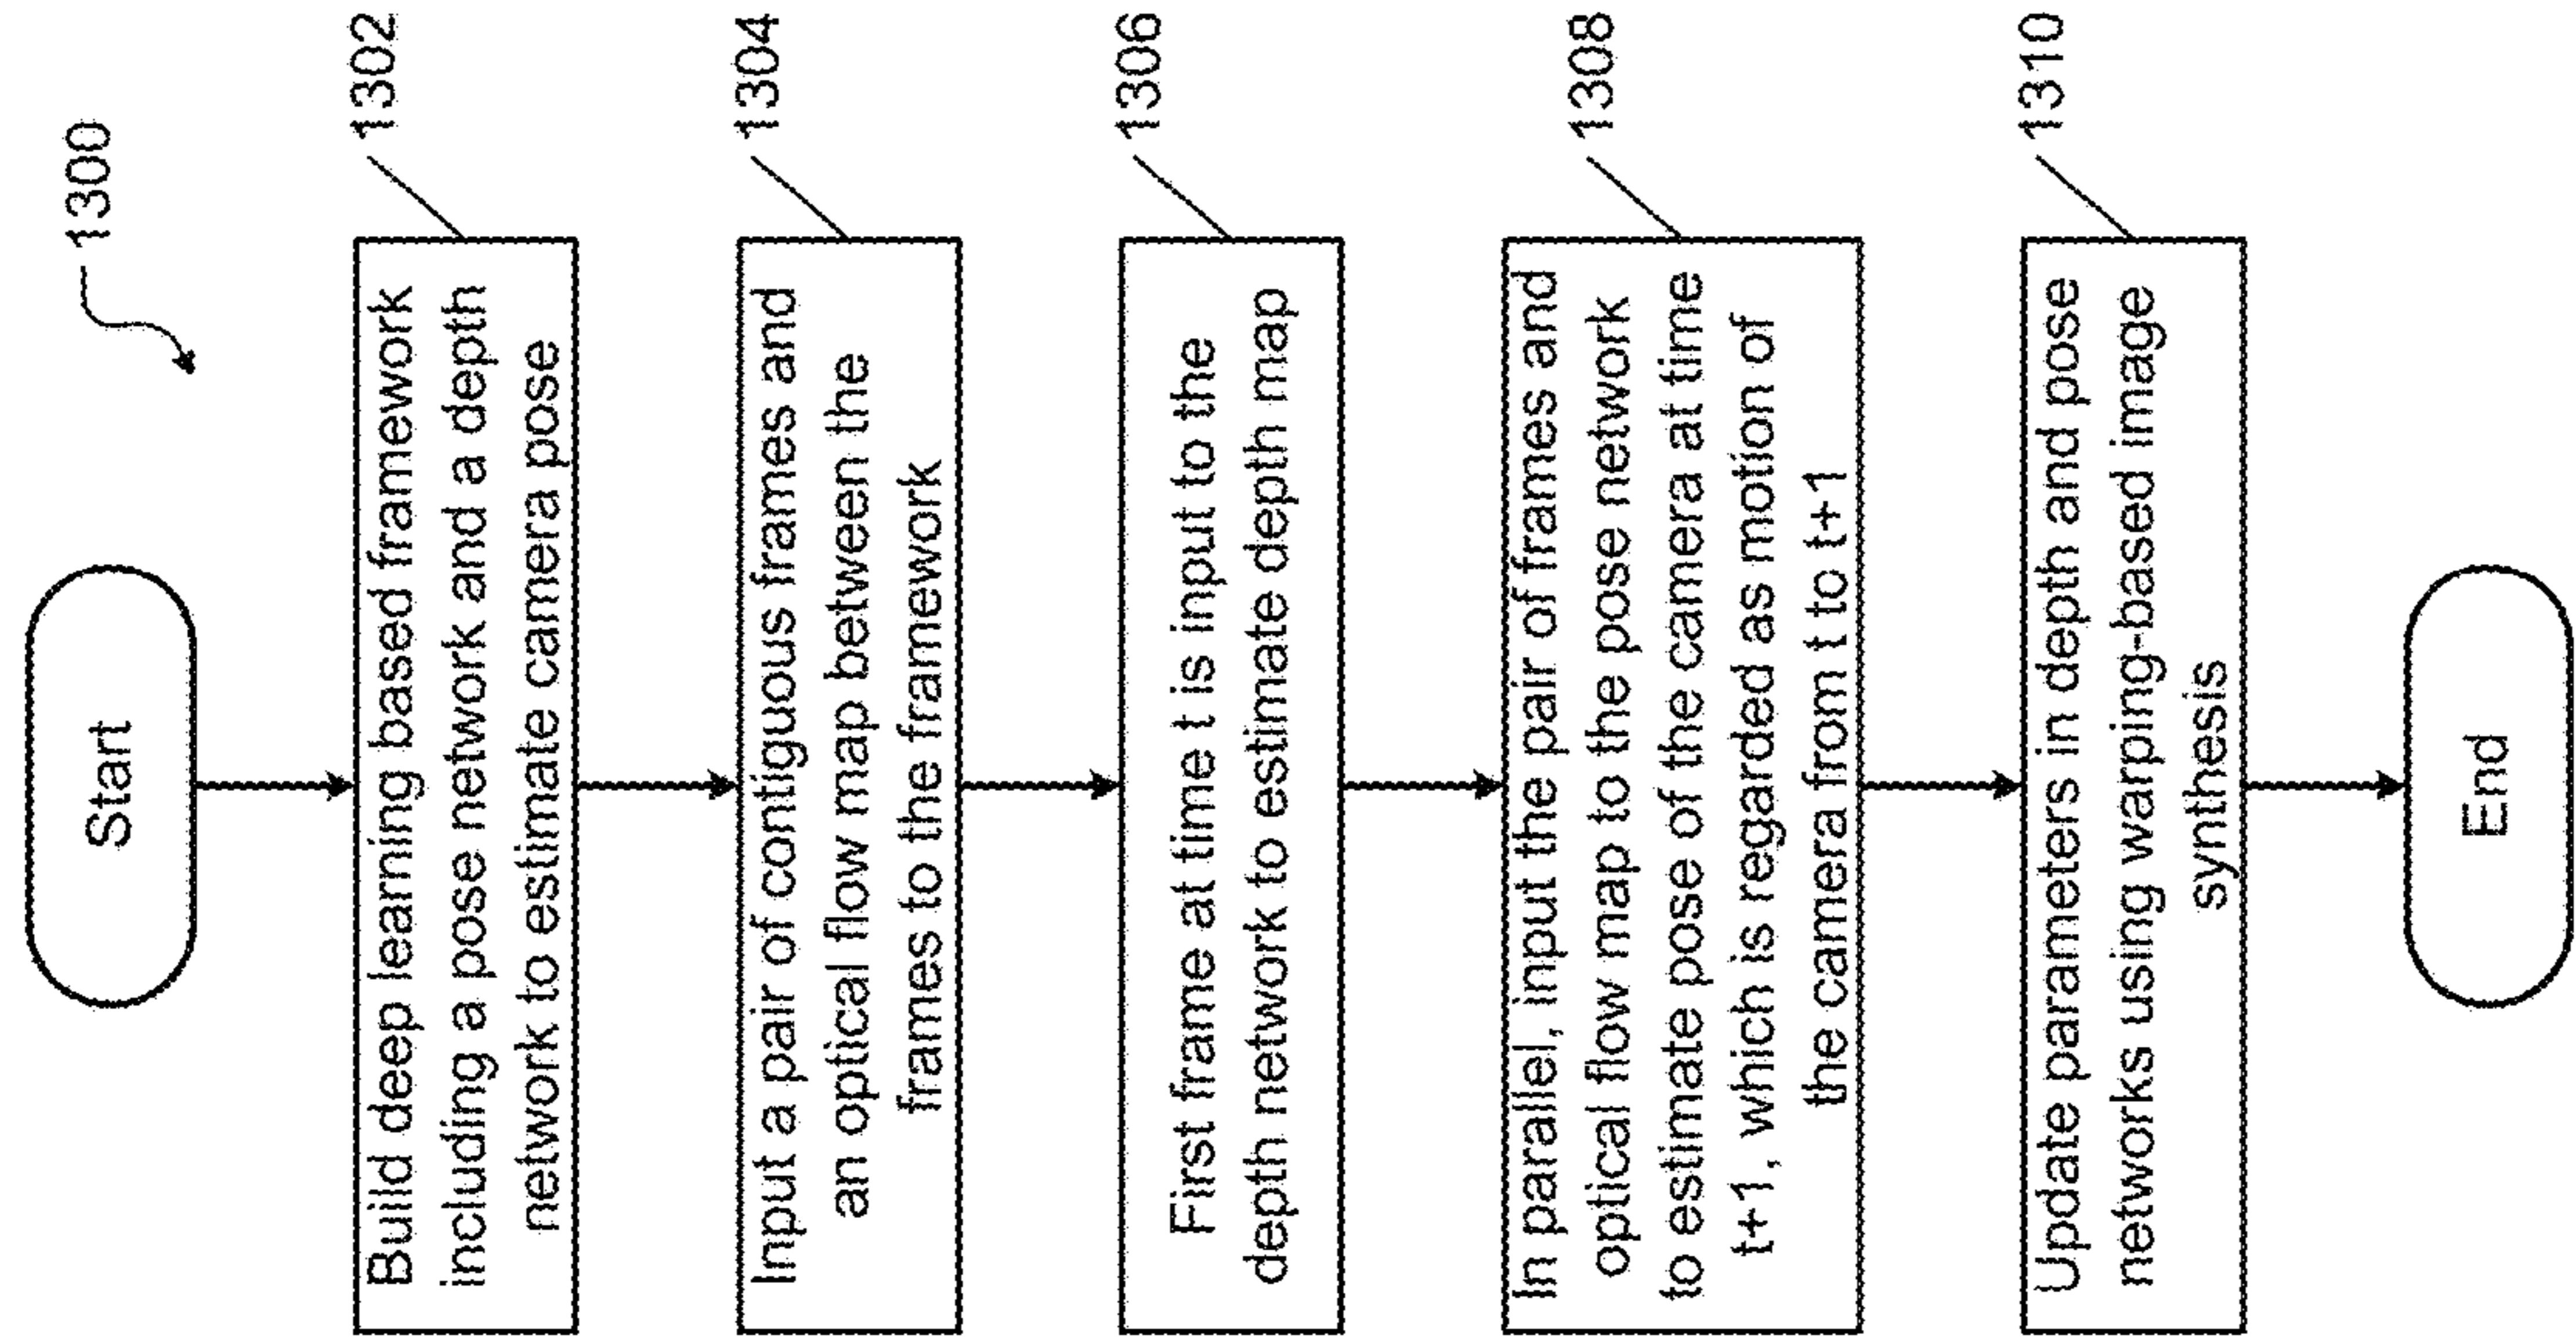 1300
Start
Build deep learning based framework
including a pose network and a depth
network to estimate camera pose
1302
Input a pair of contiguous frames and
an optical flow map between the
frames to the framework
1304
First frame at time t is input to the
depth network to estimate depth map
1306
In parallel, input the pair of frames and
optical flow map to the pose network
to estimate pose of the camera at time
t+1, which is regarded as motion of
the camera from t to t+1
1308
Update parameters in depth and pose
networks using warping-based image
synthesis
1310
End